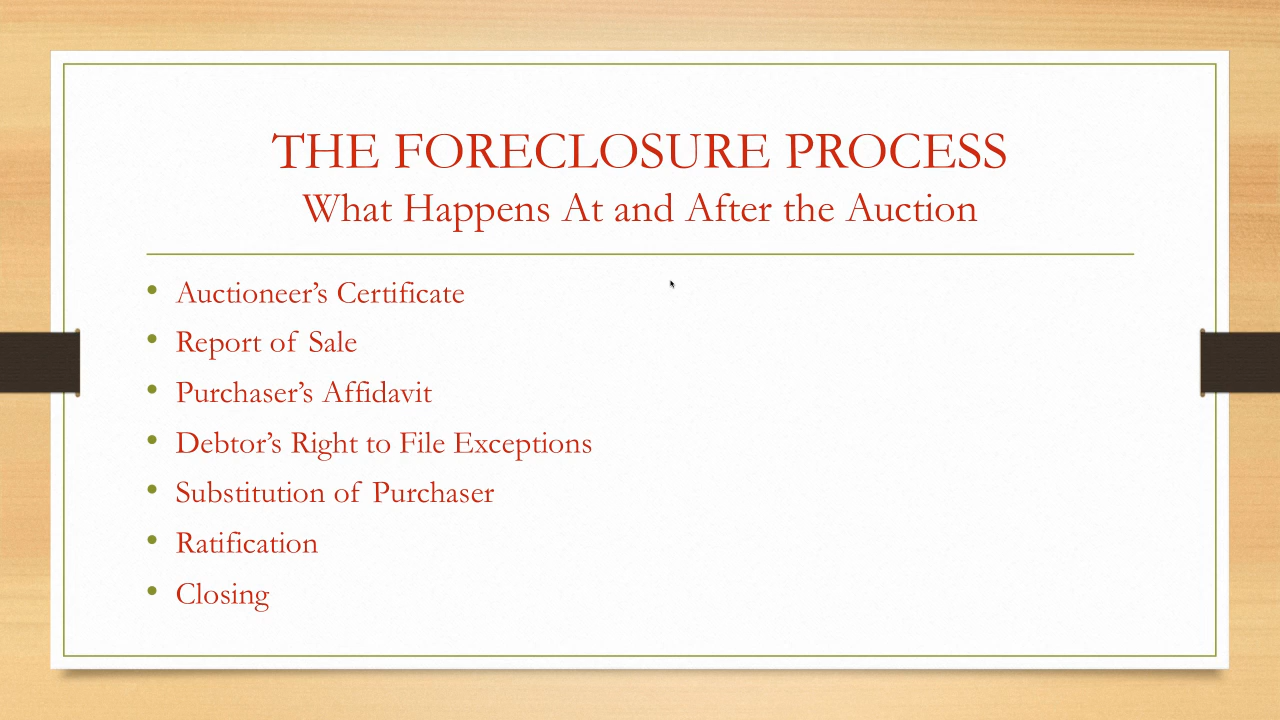 THE FORECLOSURE PROCESS
What Happens At and After the Auction
• Auctioneer’s Certificate
• Report of Sale
• Purchaser’s Affidavit
• Debtor’s Right to File Exceptions
• Substitution of Purchaser
• Ratification
• Closing